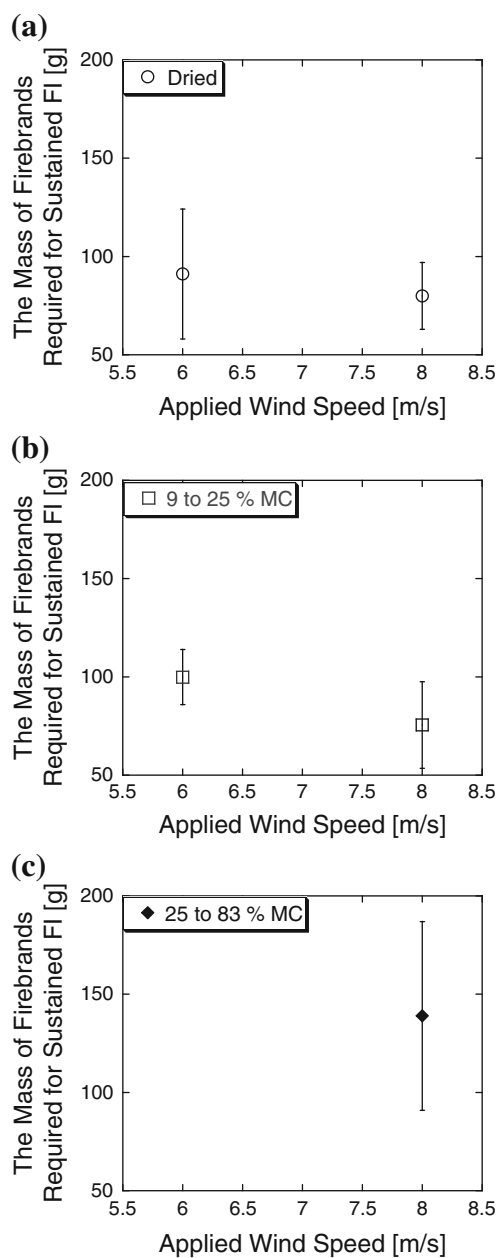 (a)
The Mass of Firebrands
Required for Sustained FI [g]
200
150
100
50
Dried
5.5 6 6.5 7 7.5 8 8.5
Applied Wind Speed [m/s]
(b)
The Mass of Firebrands
Required for Sustained FI [g]
200
150
100
50
9 to 25 % MC
5.5 6 6.5 7 7.5 8 8.5
Applied Wind Speed [m/s]
(c)
The Mass of Firebrands
Required for Sustained FI [g]
200
150
100
50
25 to 83 % MC
5.5 6 6.5 7 7.5 8 8.5
Applied Wind Speed [m/s]